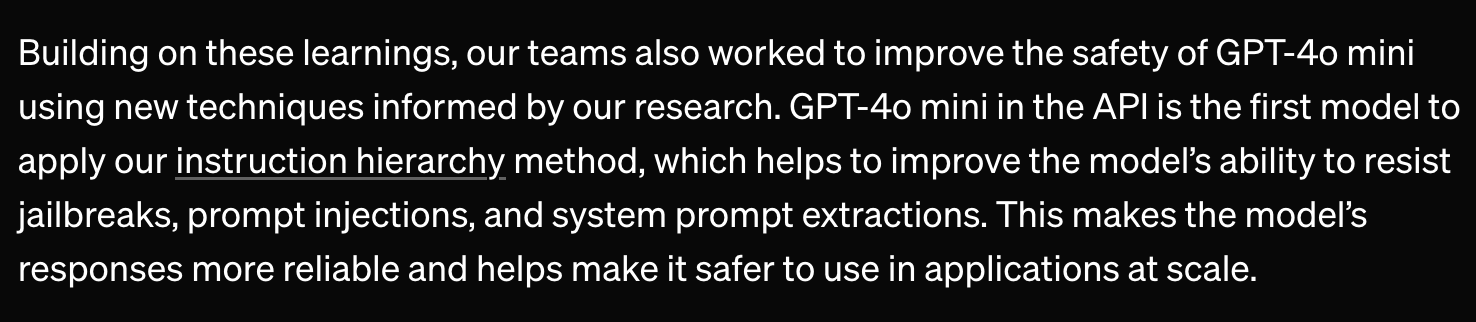 Building on these learnings, our teams also worked to improve the safety of GPT-4o mini
using new techniques informed by our research. GPT-4o mini in the API is the first model to
apply our instruction hierarchy method, which helps to improve the model’s ability to resist
jailbreaks, prompt injections, and system prompt extractions. This makes the model’s
responses more reliable and helps make it safer to use in applications at scale.